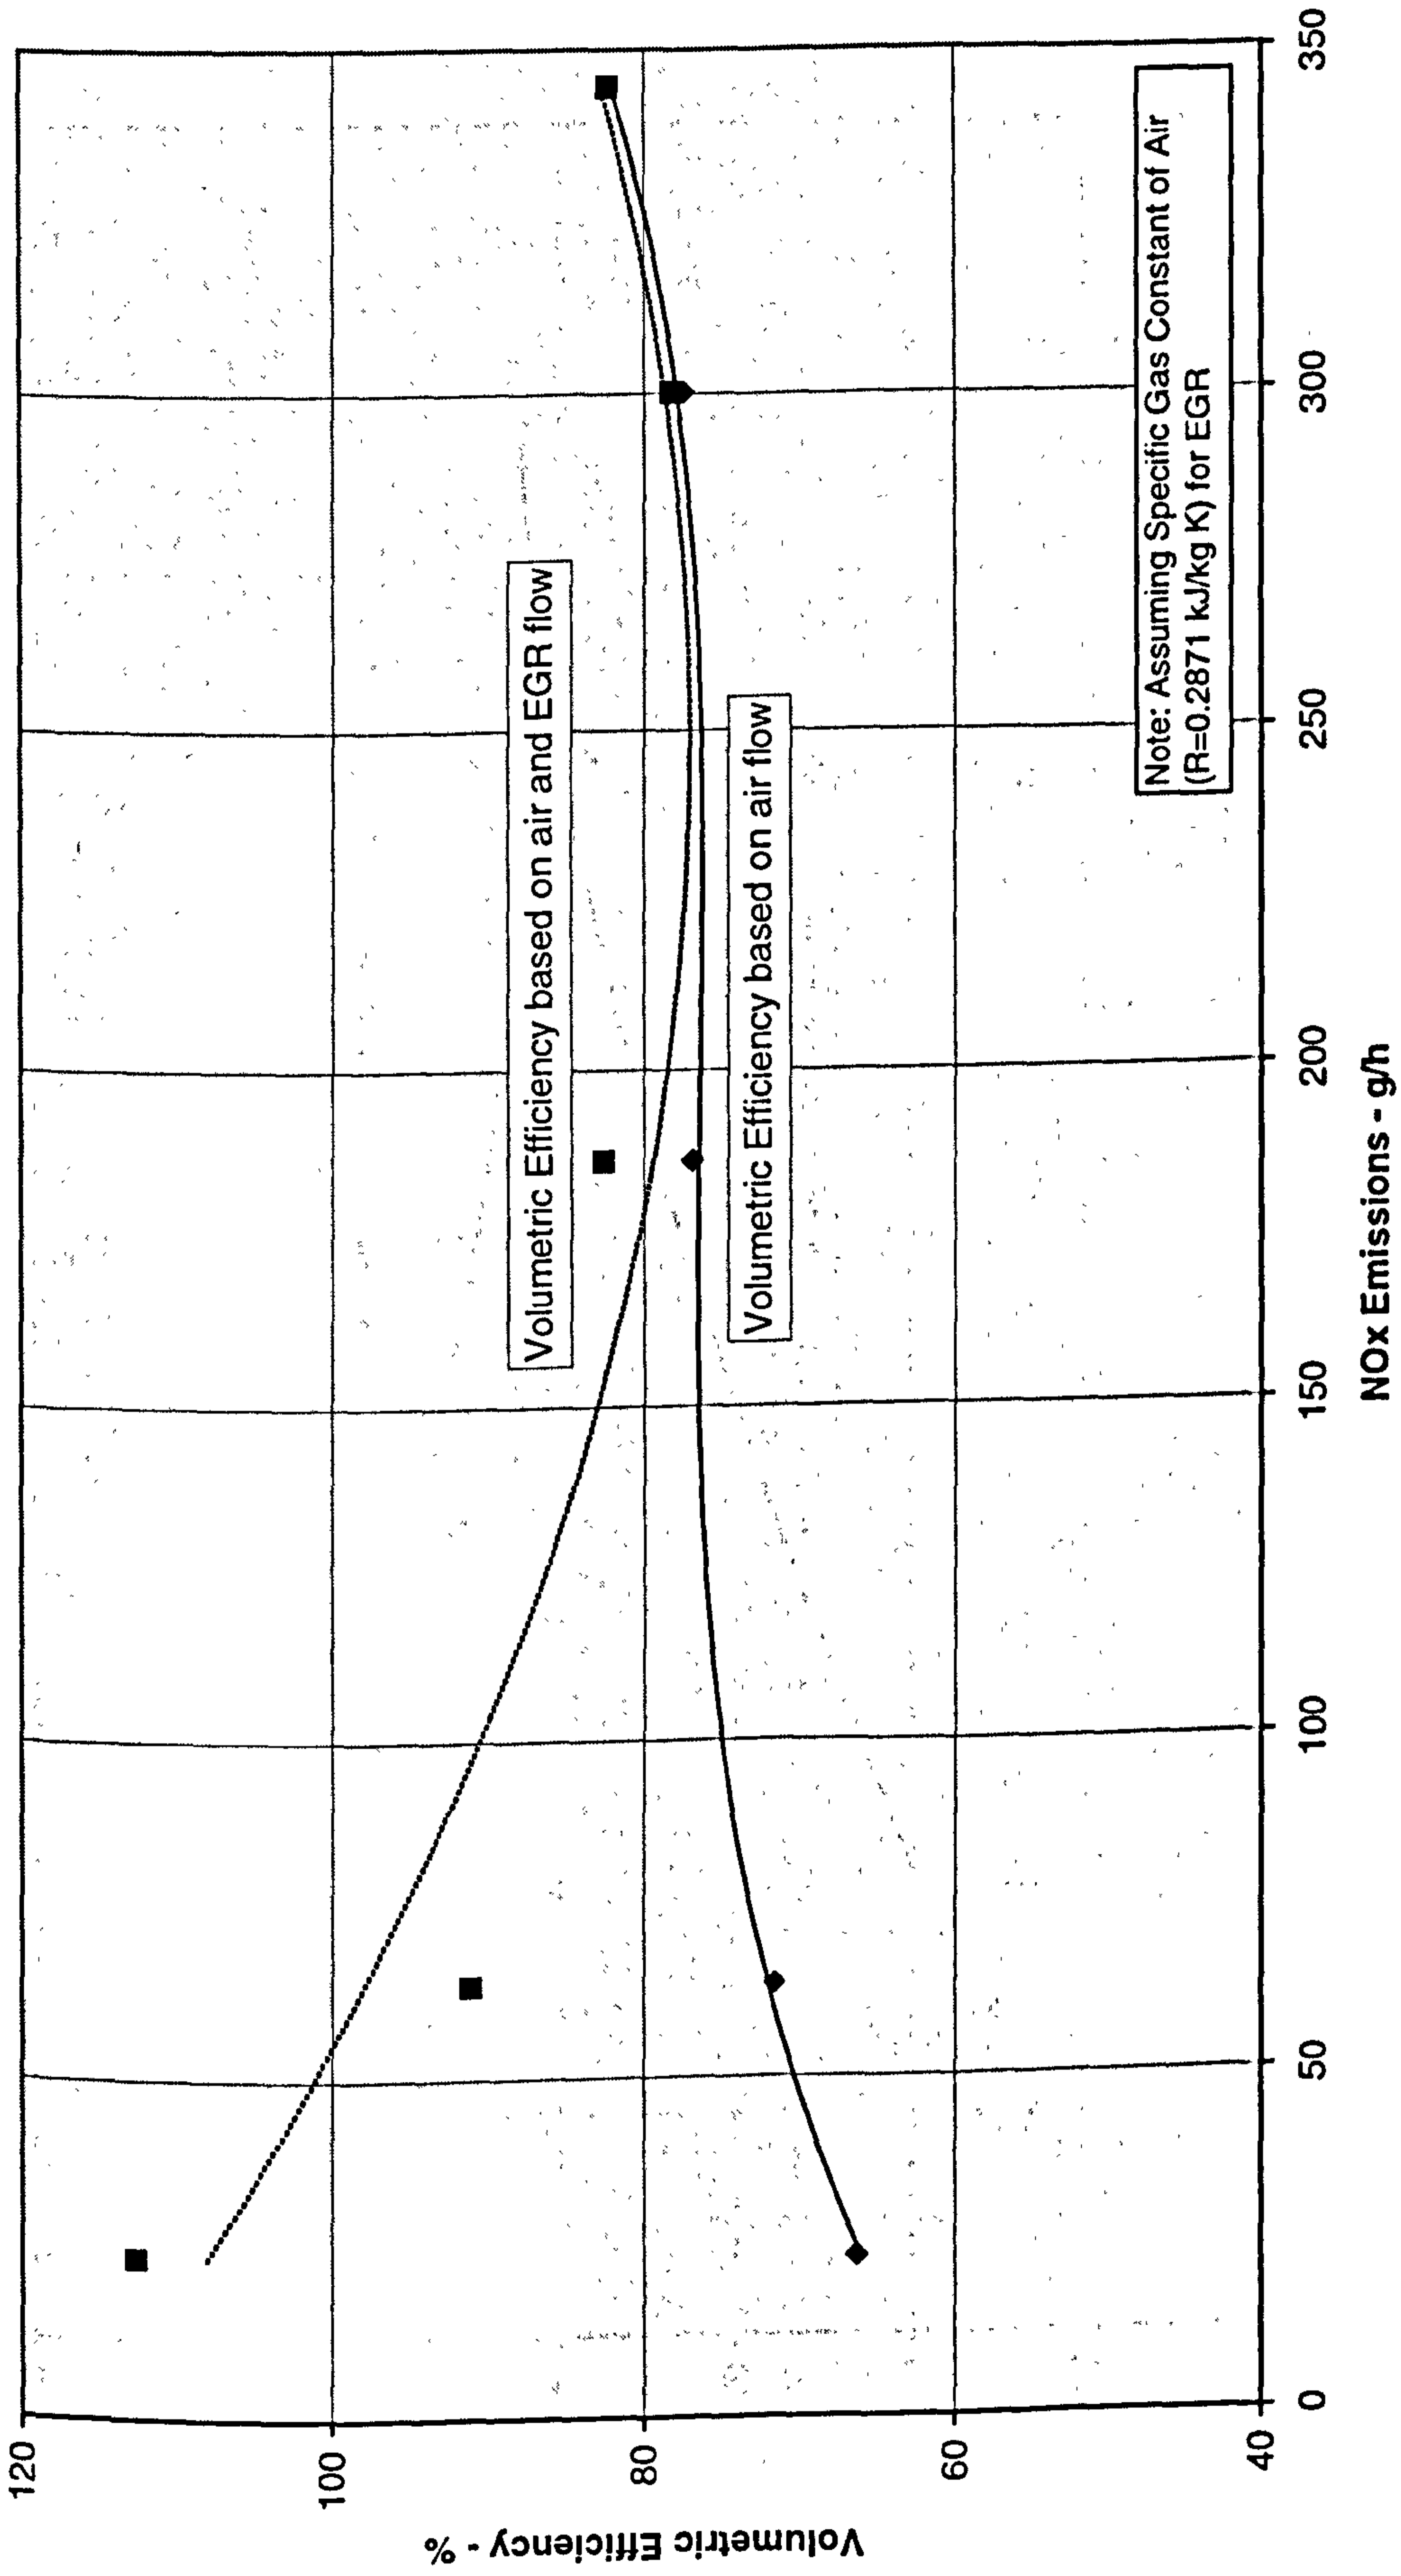 120
100
80
60
40
Volumetric Efficiency - %
Volumetric Efficiency based on air and EGR flow
Volumetric Efficiency based on air flow
Note: Assuming Specific Gas Constant of Air
(R=0.2871 kJ/kg K) for EGR
0
50
100
150
200
250
300
350
NOx Emissions - g/h